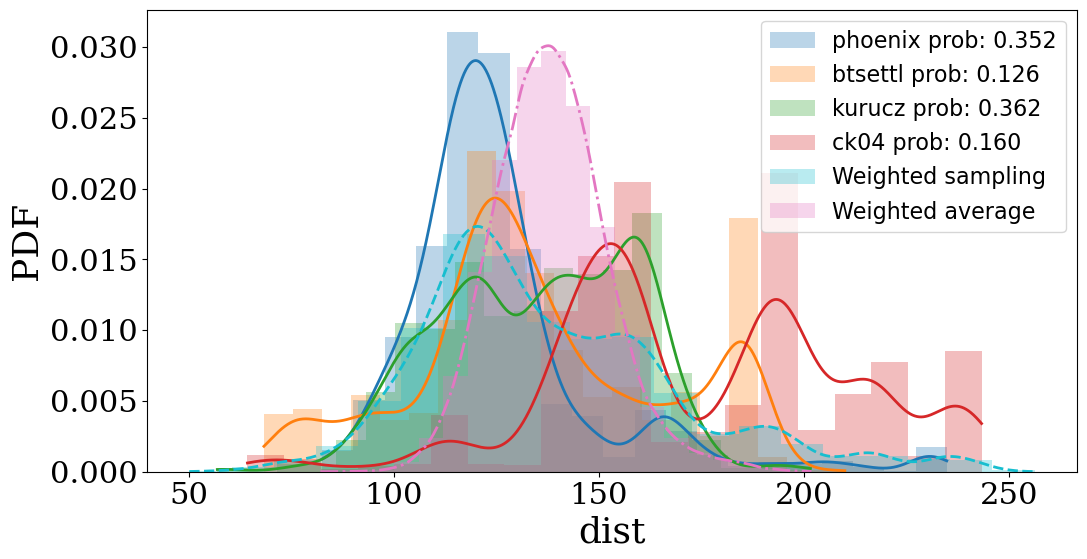 0.030
0.025
0.020
0.015
0.010
0.005
0.000
PDF
phoenix prob: 0.352
btsettl prob: 0.126
kurucz prob: 0.362
ck04 prob: 0.160
Weighted sampling
Weighted average
50 100 150 200 250
dist